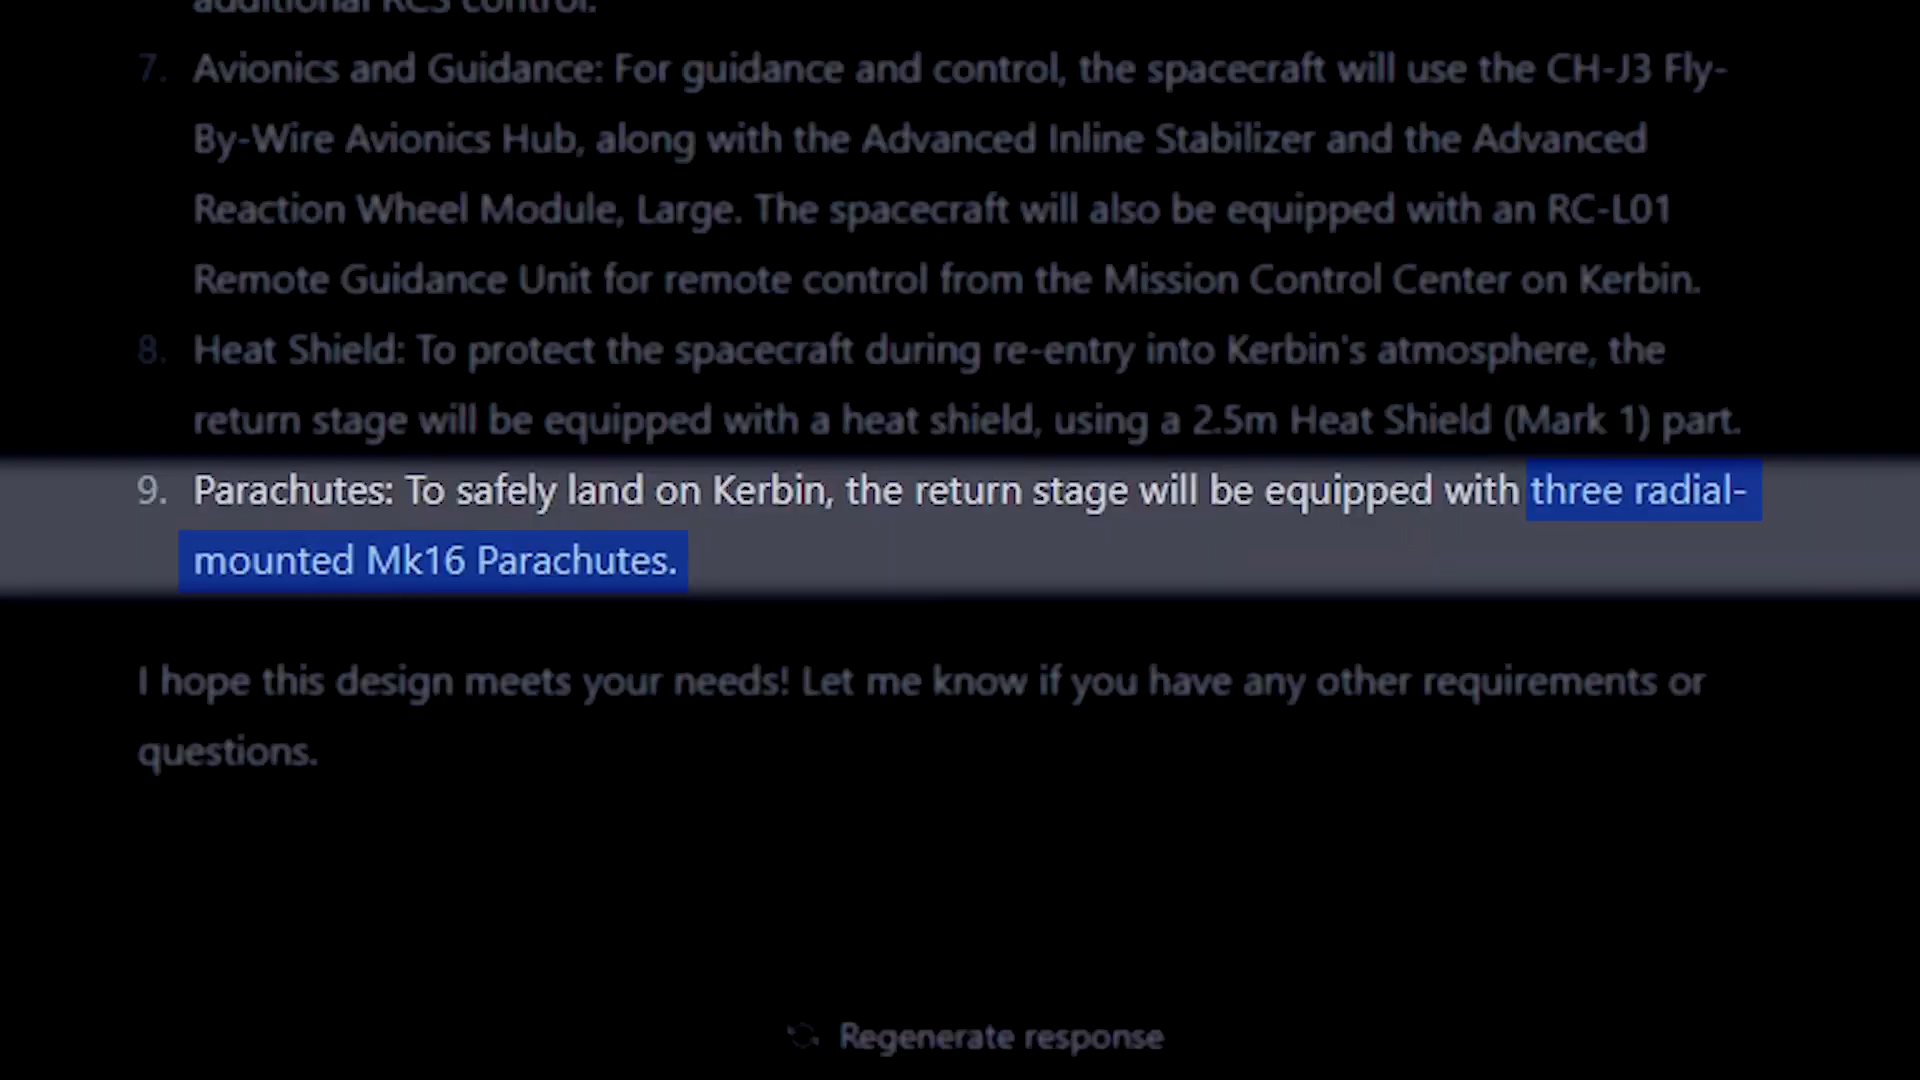 additional RCS control.
7. Avionics and Guidance: For guidance and control, the spacecraft will use the CH-J3 Fly-
By-Wire Avionics Hub, along with the Advanced Inline Stabilizer and the Advanced
Reaction Wheel Module, Large. The spacecraft will also be equipped with an RC-L01
Remote Guidance Unit for remote control from the Mission Control Center on Kerbin.
8. Heat Shield: To protect the spacecraft during re-entry into Kerbin's atmosphere, the
return stage will be equipped with a heat shield, using a 2.5m Heat Shield (Mark 1) part.
9. Parachutes: To safely land on Kerbin, the return stage will be equipped with three radial-
mounted Mk16 Parachutes.
I hope this design meets your needs! Let me know if you have any other requirements or
questions.
Regenerate response